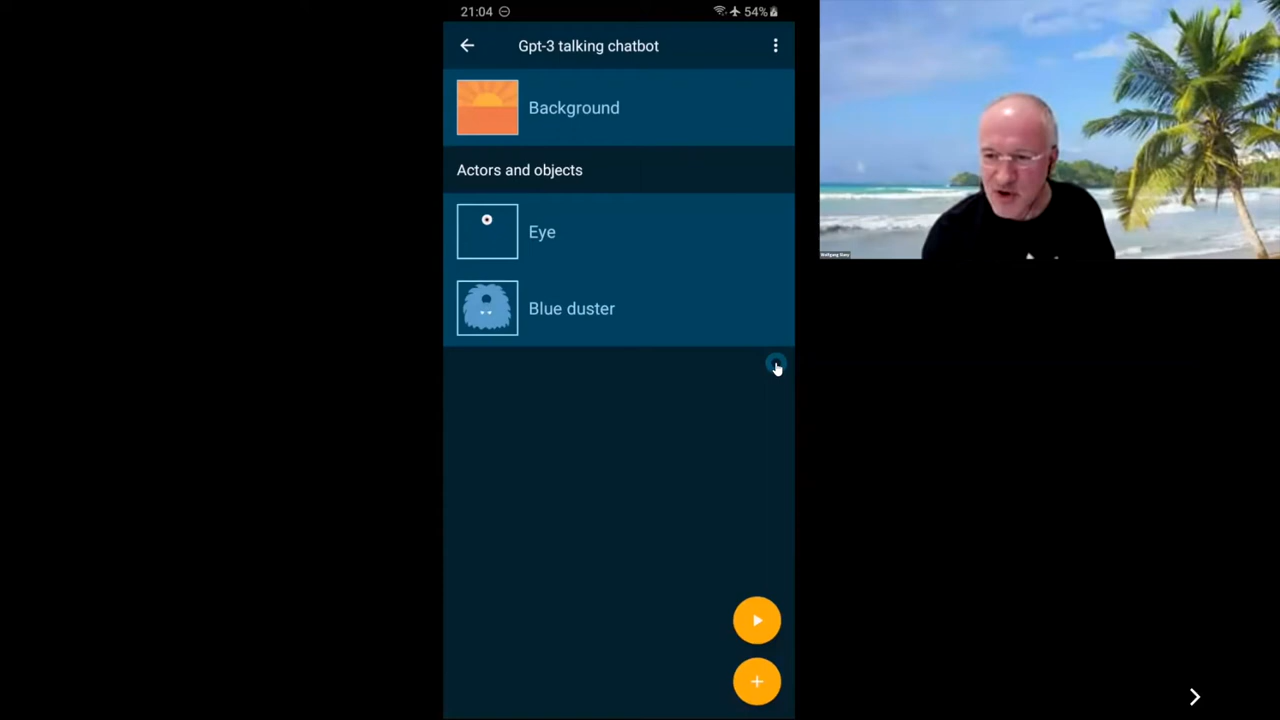 21:04
54%
Gpt-3 talking chatbot
Background
Actors and objects
Eye
Blue duster